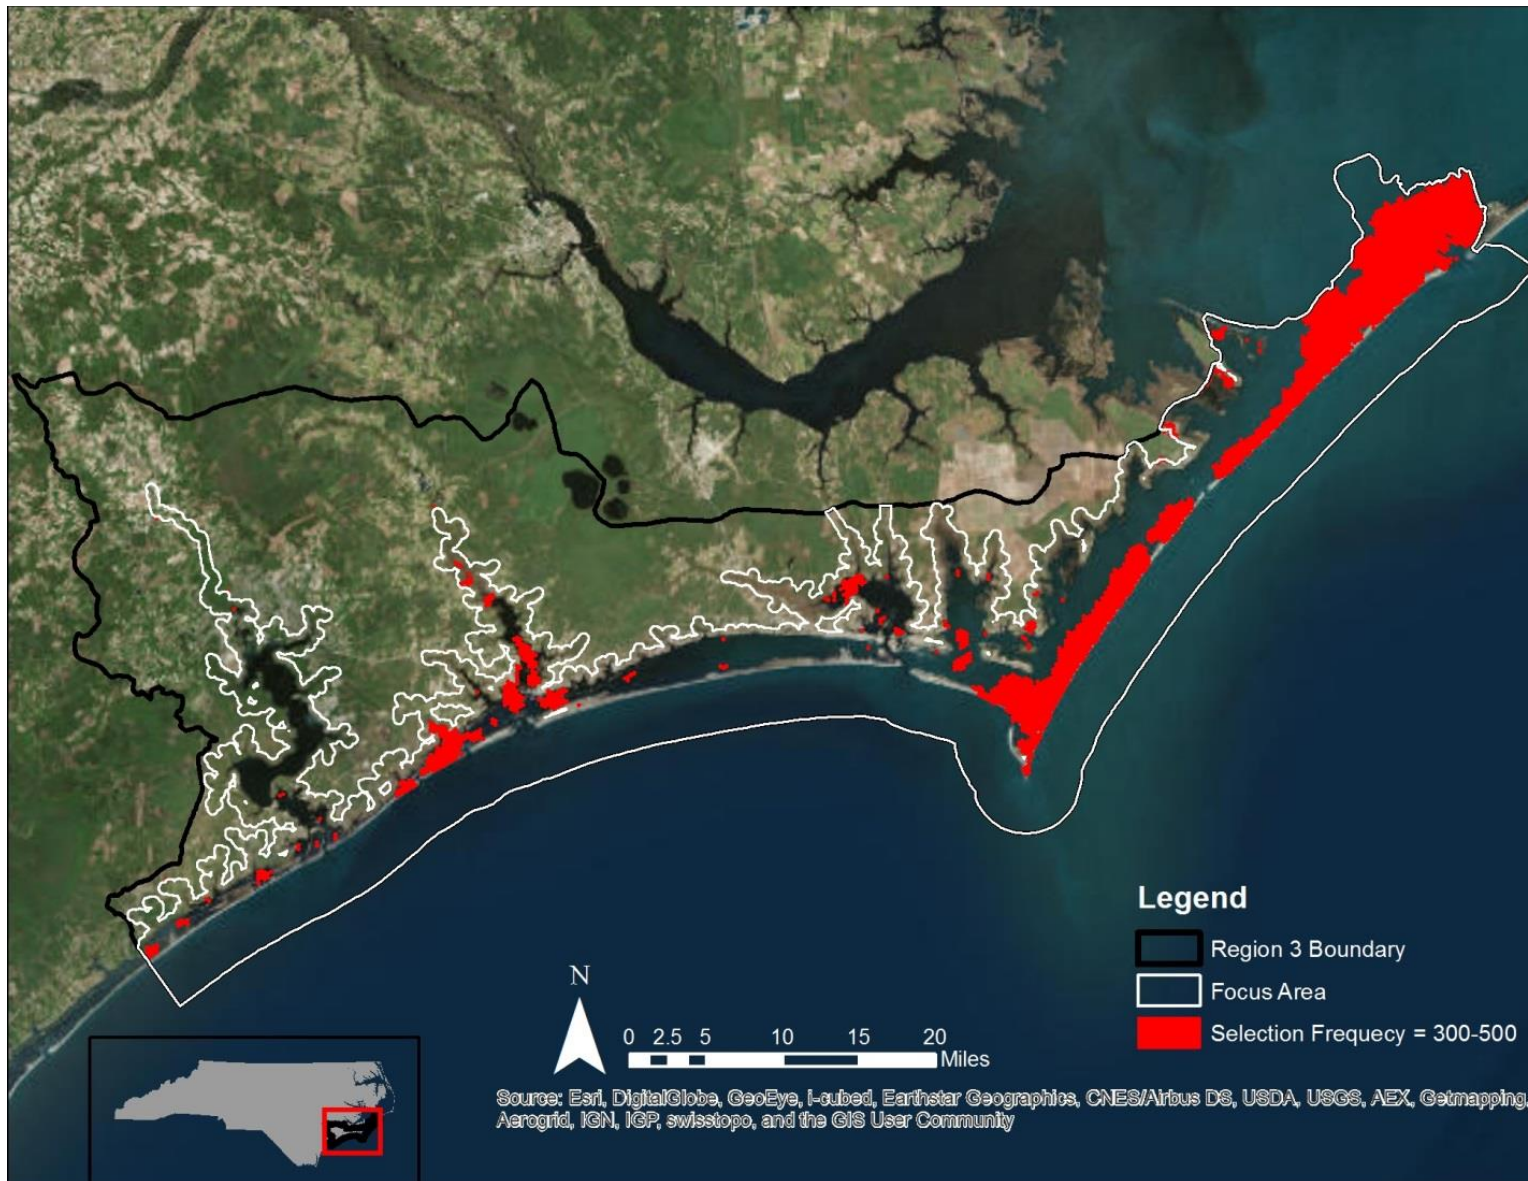 Legend
Region 3 Boundary
Focus Area
Selection Frequecy = 300-500
N
0 2.5 5 10 15 20
Miles
Source: Esri, DigitalGlobe, GeoEye, i-cubed, Earthstar Geographics, CNES/Airbus DS, USDA, USGS, AEX, Getmapping,
Aerogrid, IGN, IGP, swisstopo, and the GIS User Community